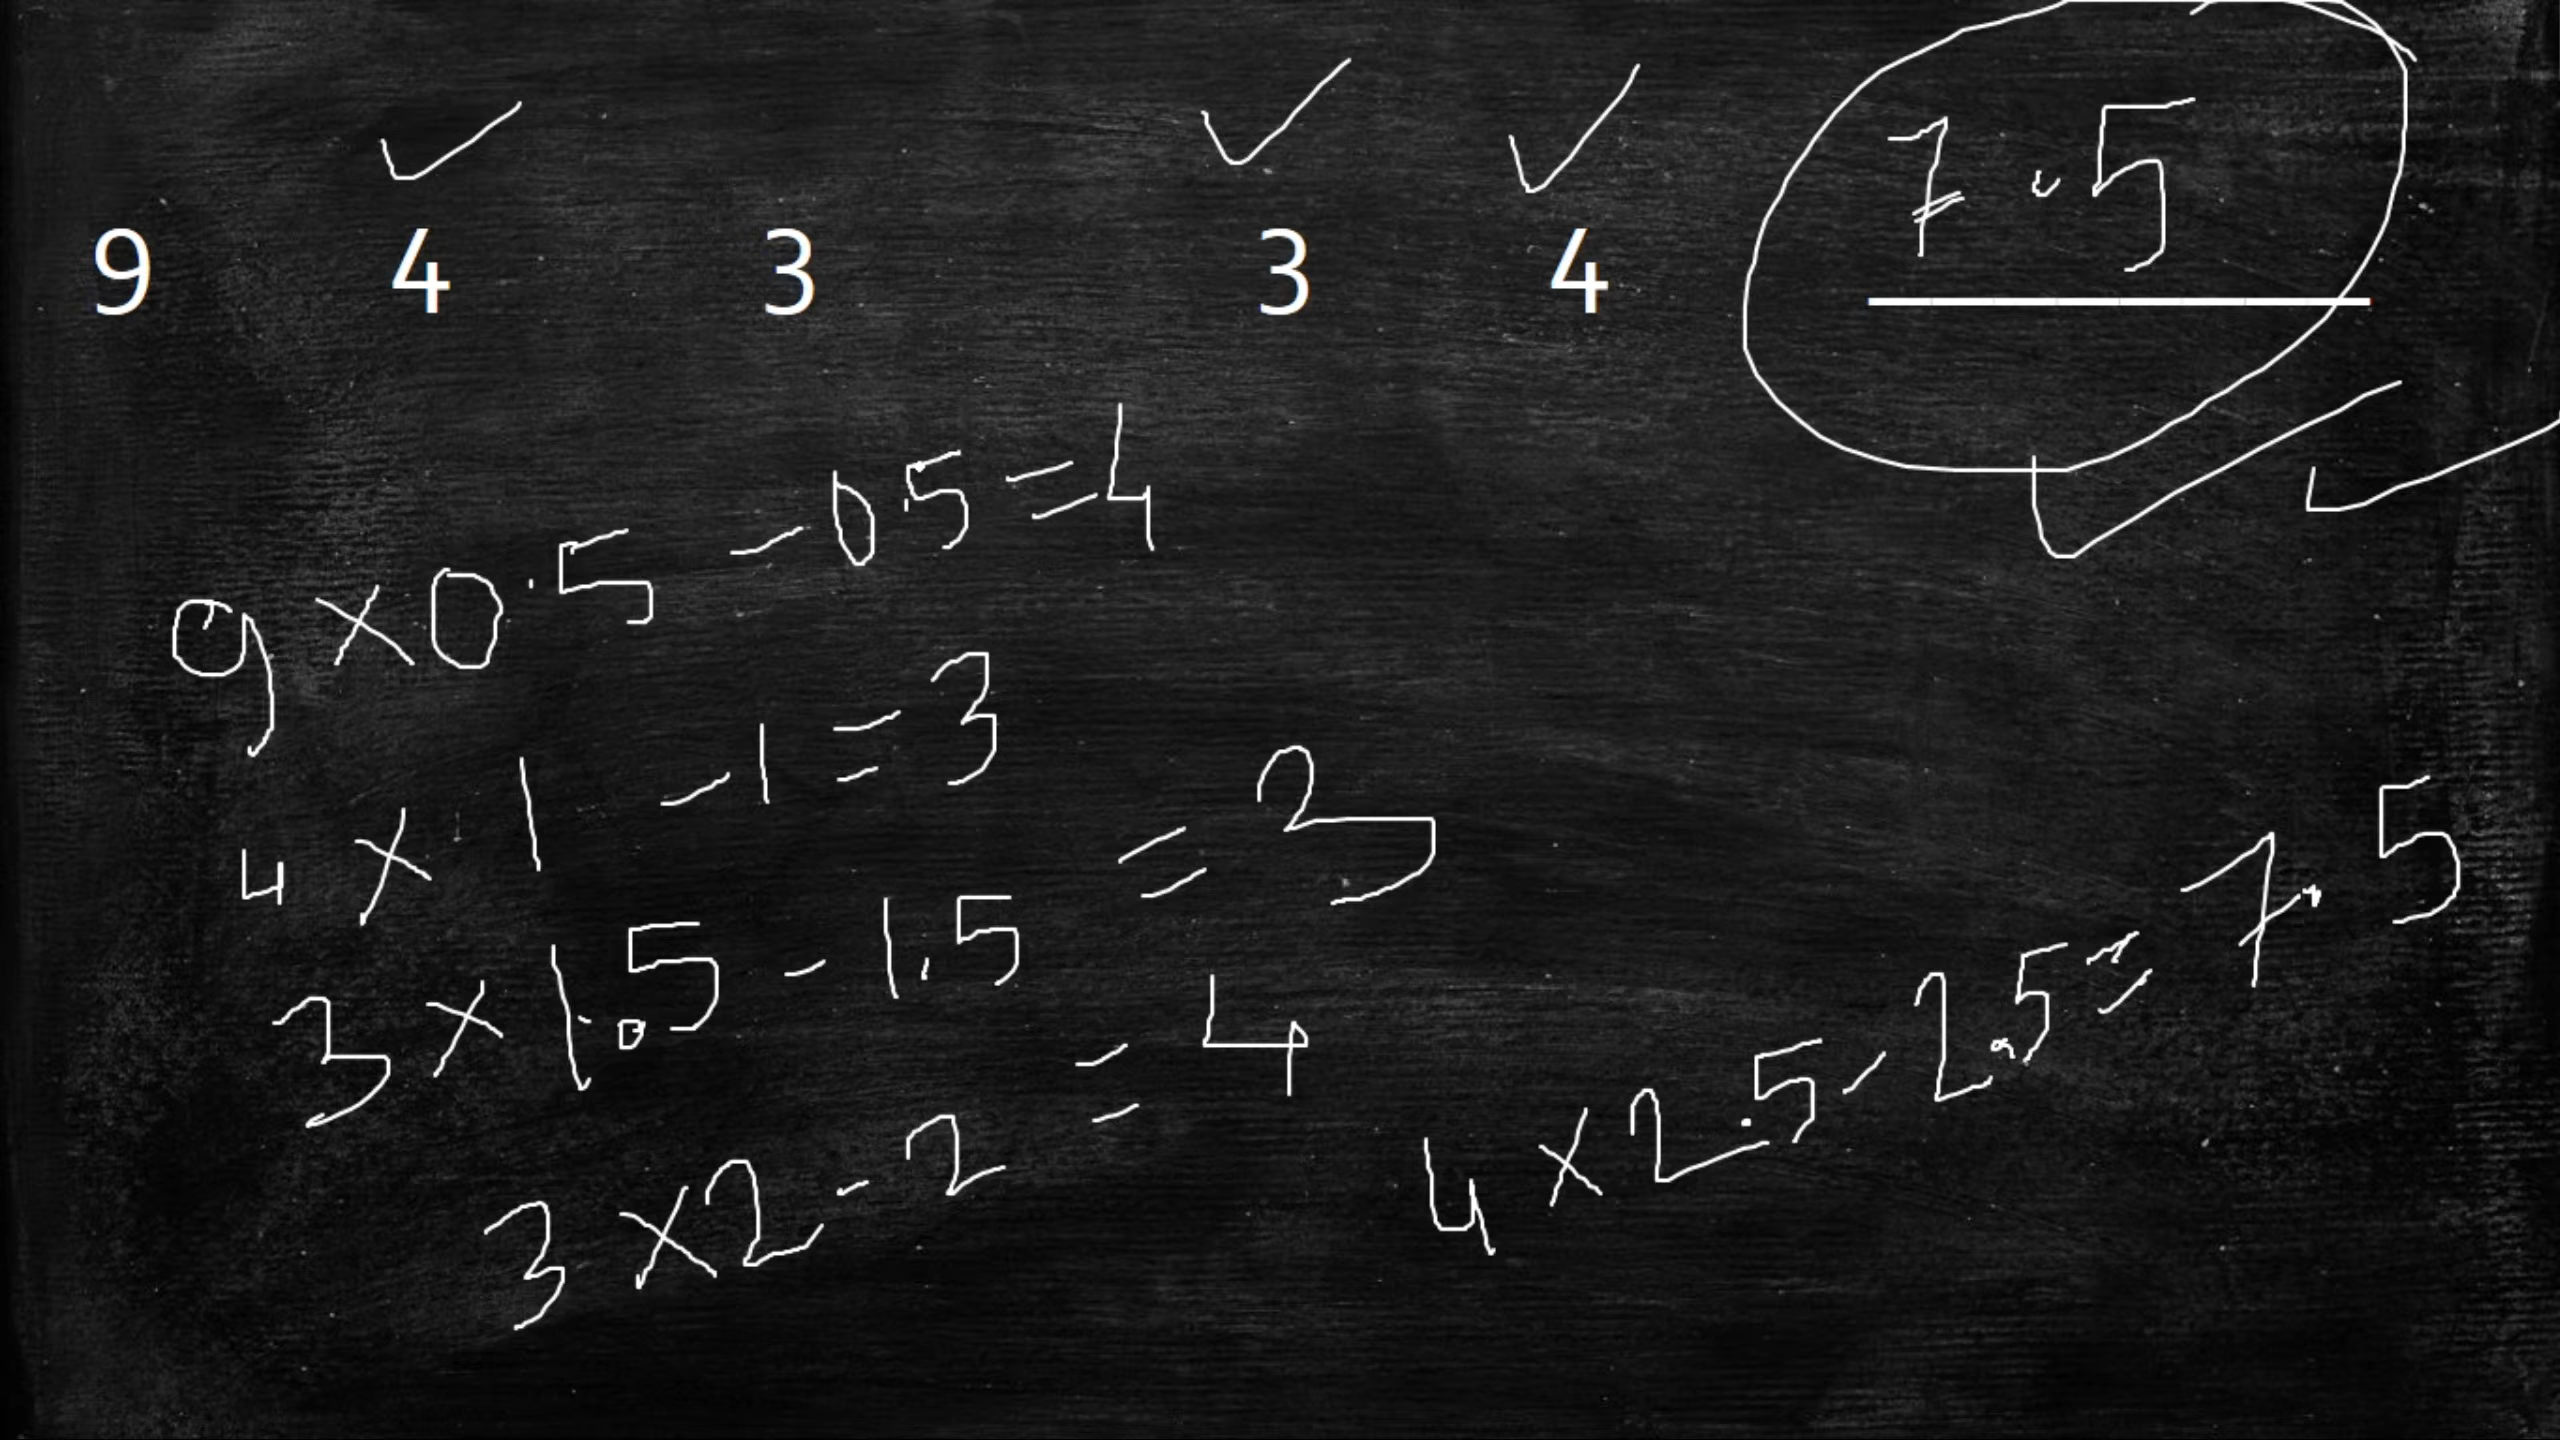 9 4 3 3 4 7.5
9 × 0.5 - 0.5 = 4
4 × 1 - 1 = 3
3 × 1.5 - 1.5 = 3
3 × 2 - 2 = 4
4 × 2.5 - 2.5 = 7.5